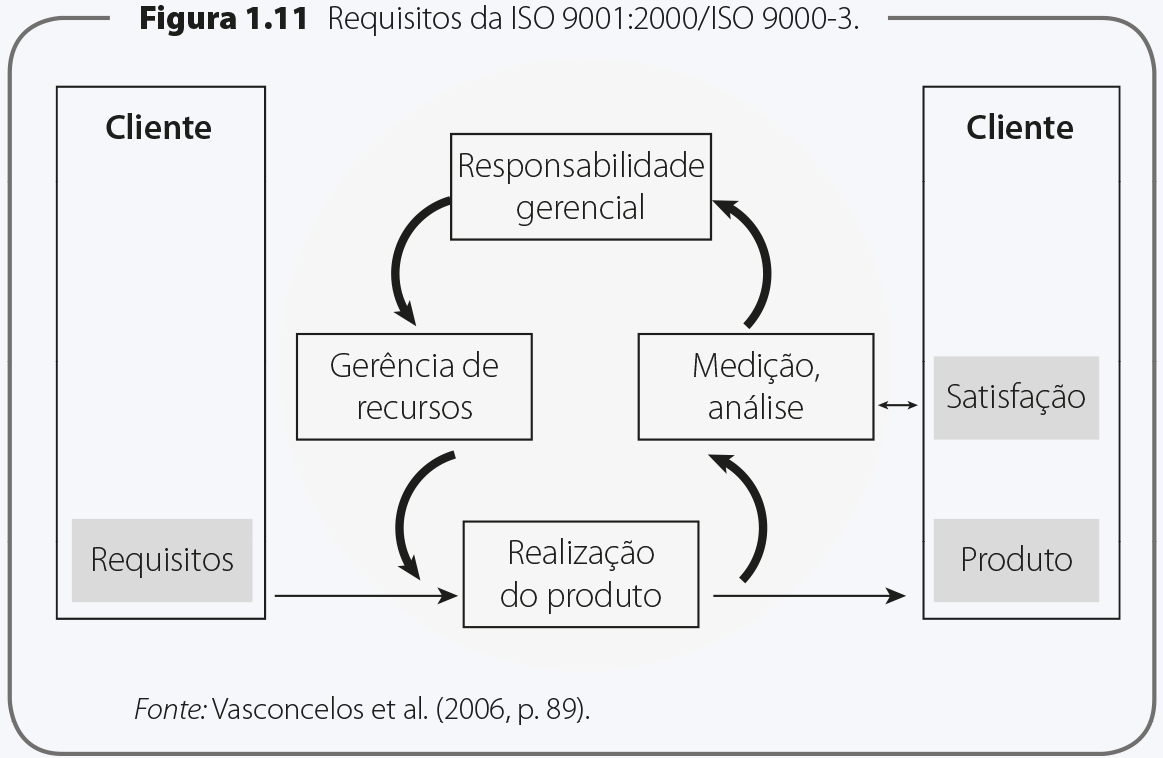 Figura 1.11 Requisitos da ISO 9001:2000/ISO 9000-3.
Cliente
Requisitos
Responsabilidade
gerencial
Gerência de
recursos
Medição,
análise
Realização
do produto
Cliente
Satisfação
Produto
Fonte: Vasconcelos et al. (2006, p. 89).